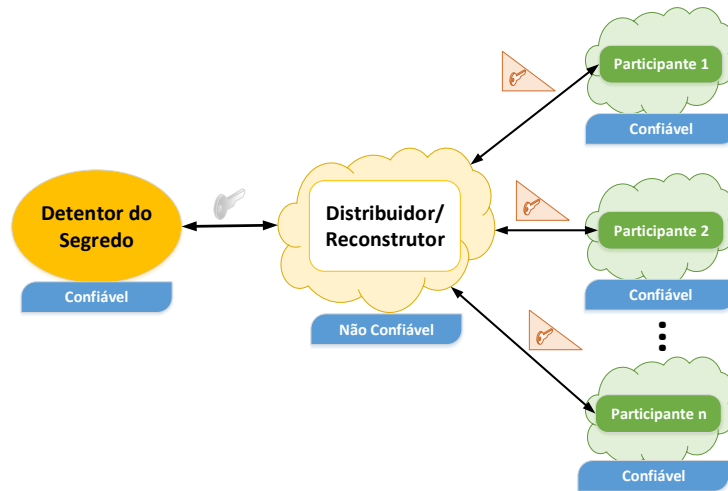 Participante 1
Confiável
Detentor do
Segredo
Confiável
Distribuidor/
Reconstrutor
Não Confiável
Participante 2
Confiável
Participante n
Confiável